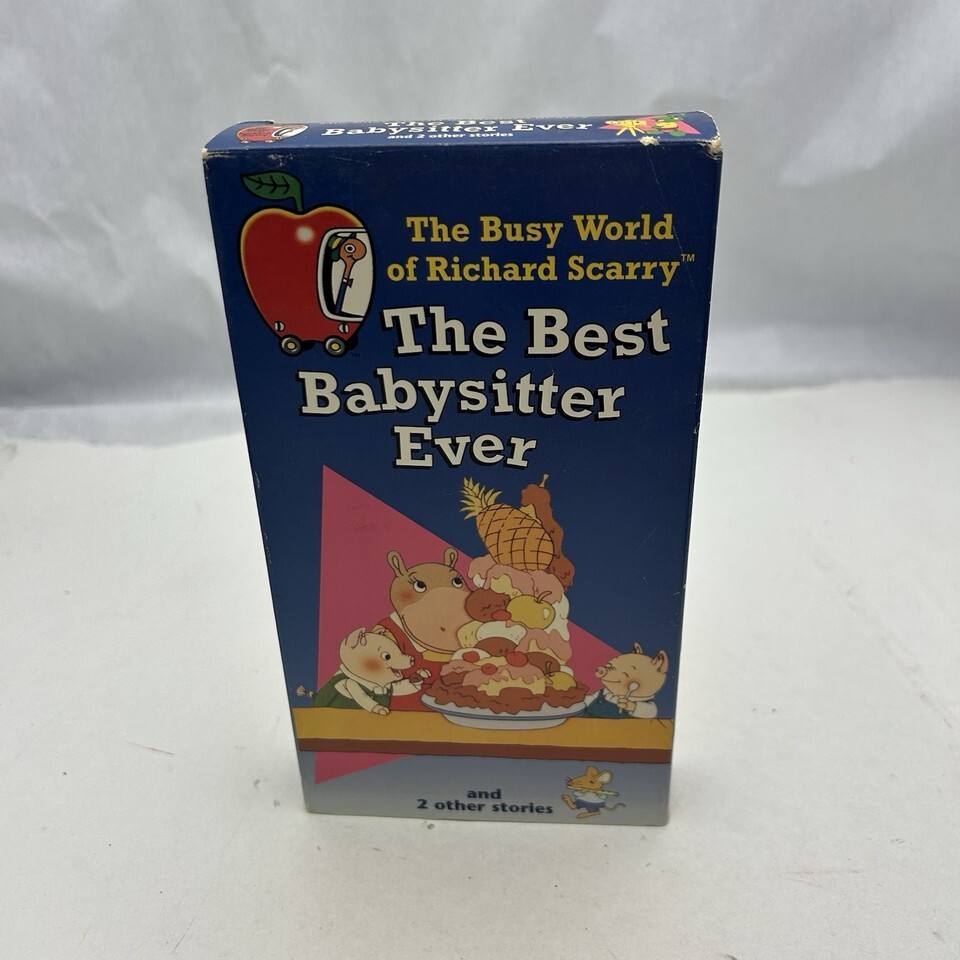 The Best
Babysitter Ever
and 2 other stories
The Busy World
of Richard Scarry™
The Best
Babysitter
Ever
and
2 other stories